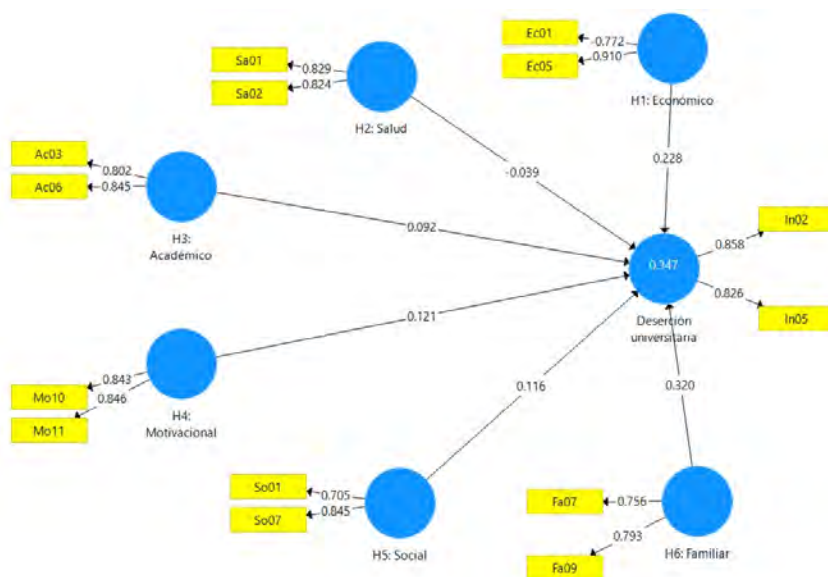 Ec01
-0.772
Ec05
0.910
H1: Económico
Sa01
0.829
Sa02
0.824
H2: Salud
0.228
Ac03
0.802
Ac06
0.845
H3:
Académico
-0.039
0.092
In02
0.858
0.347
0.826
In05
Deserción
universitaria
0.121
Mo10
0.843
Mo11
0.846
H4:
Motivacional
0.116
0.320
So01
0.705
So07
0.845
H5: Social
Fa07
0.756
0.793
Fa09
H6: Familiar